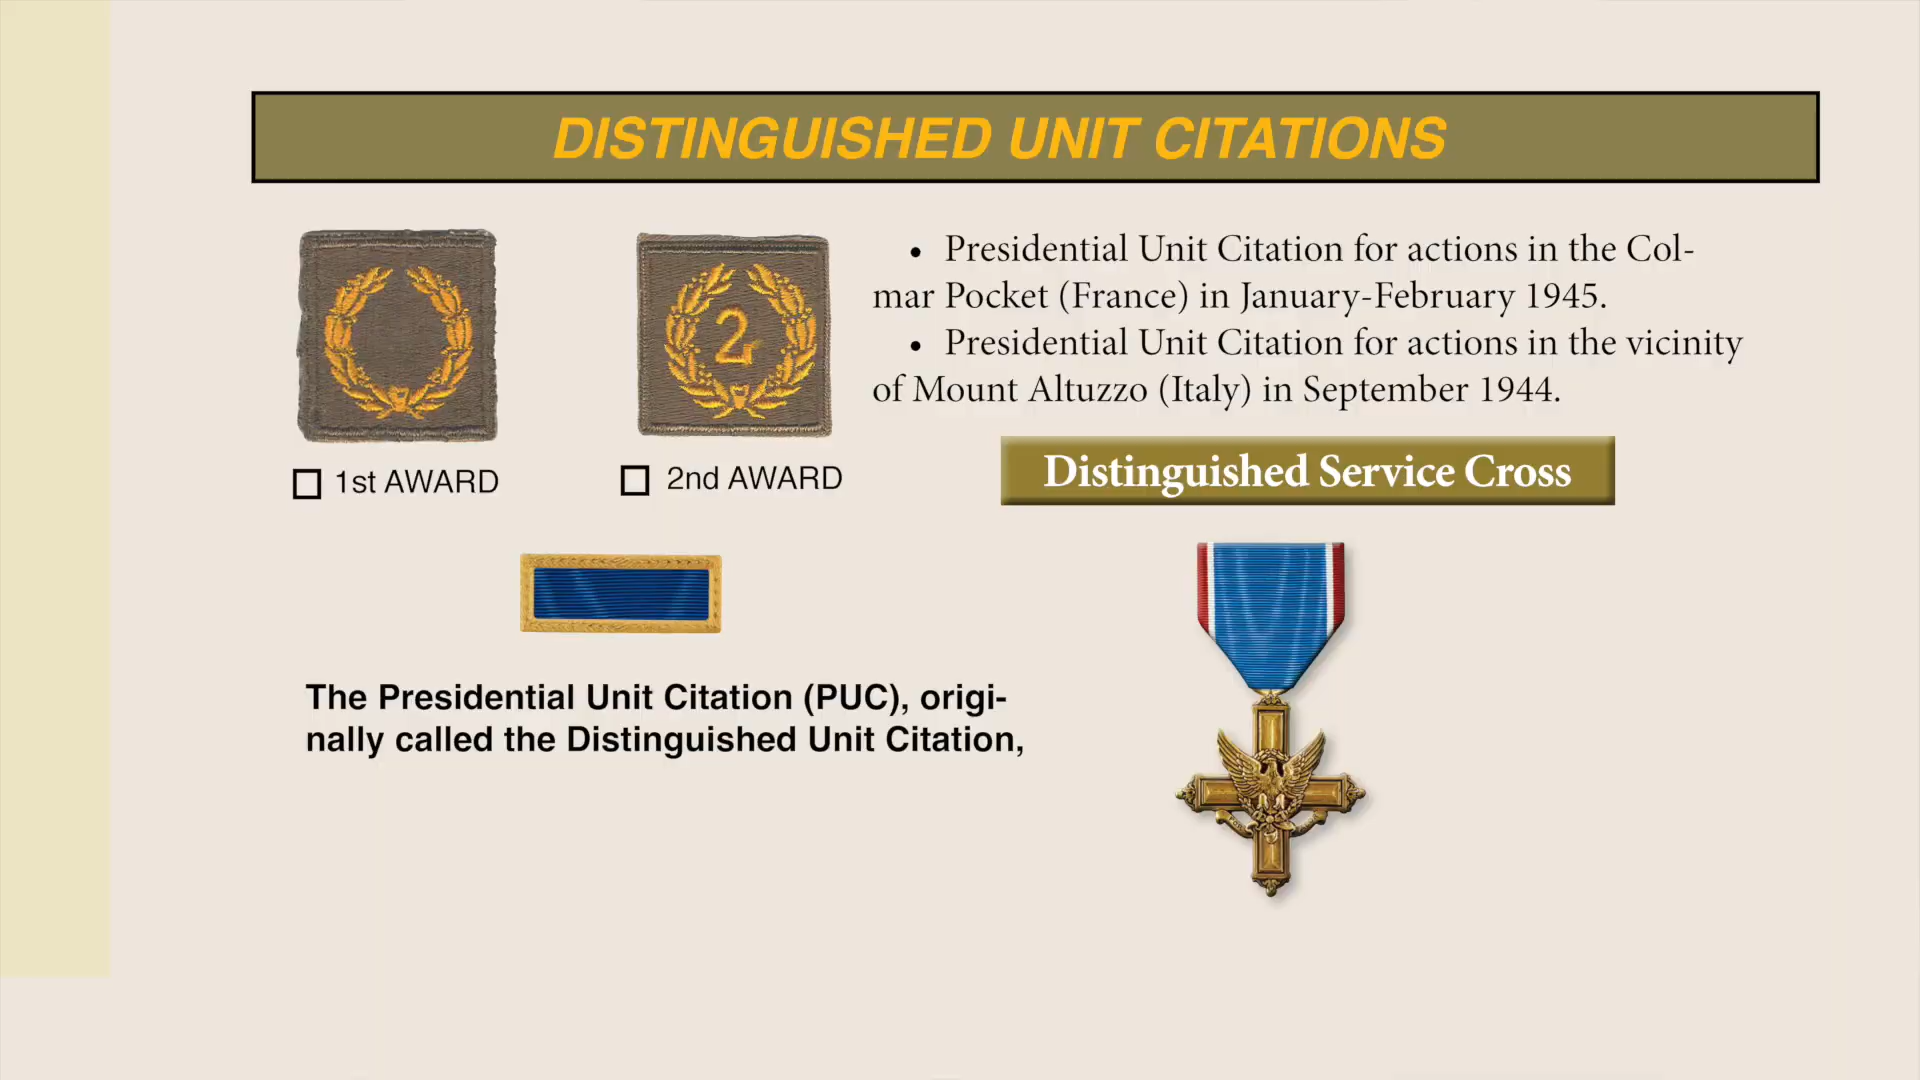 DISTINGUISHED UNIT CITATIONS
2
1st AWARD
2nd AWARD
• Presidential Unit Citation for actions in the Col-
mar Pocket (France) in January-February 1945.
• Presidential Unit Citation for actions in the vicinity
of Mount Altuzzo (Italy) in September 1944.
Distinguished Service Cross
The Presidential Unit Citation (PUC), origi-
nally called the Distinguished Unit Citation,